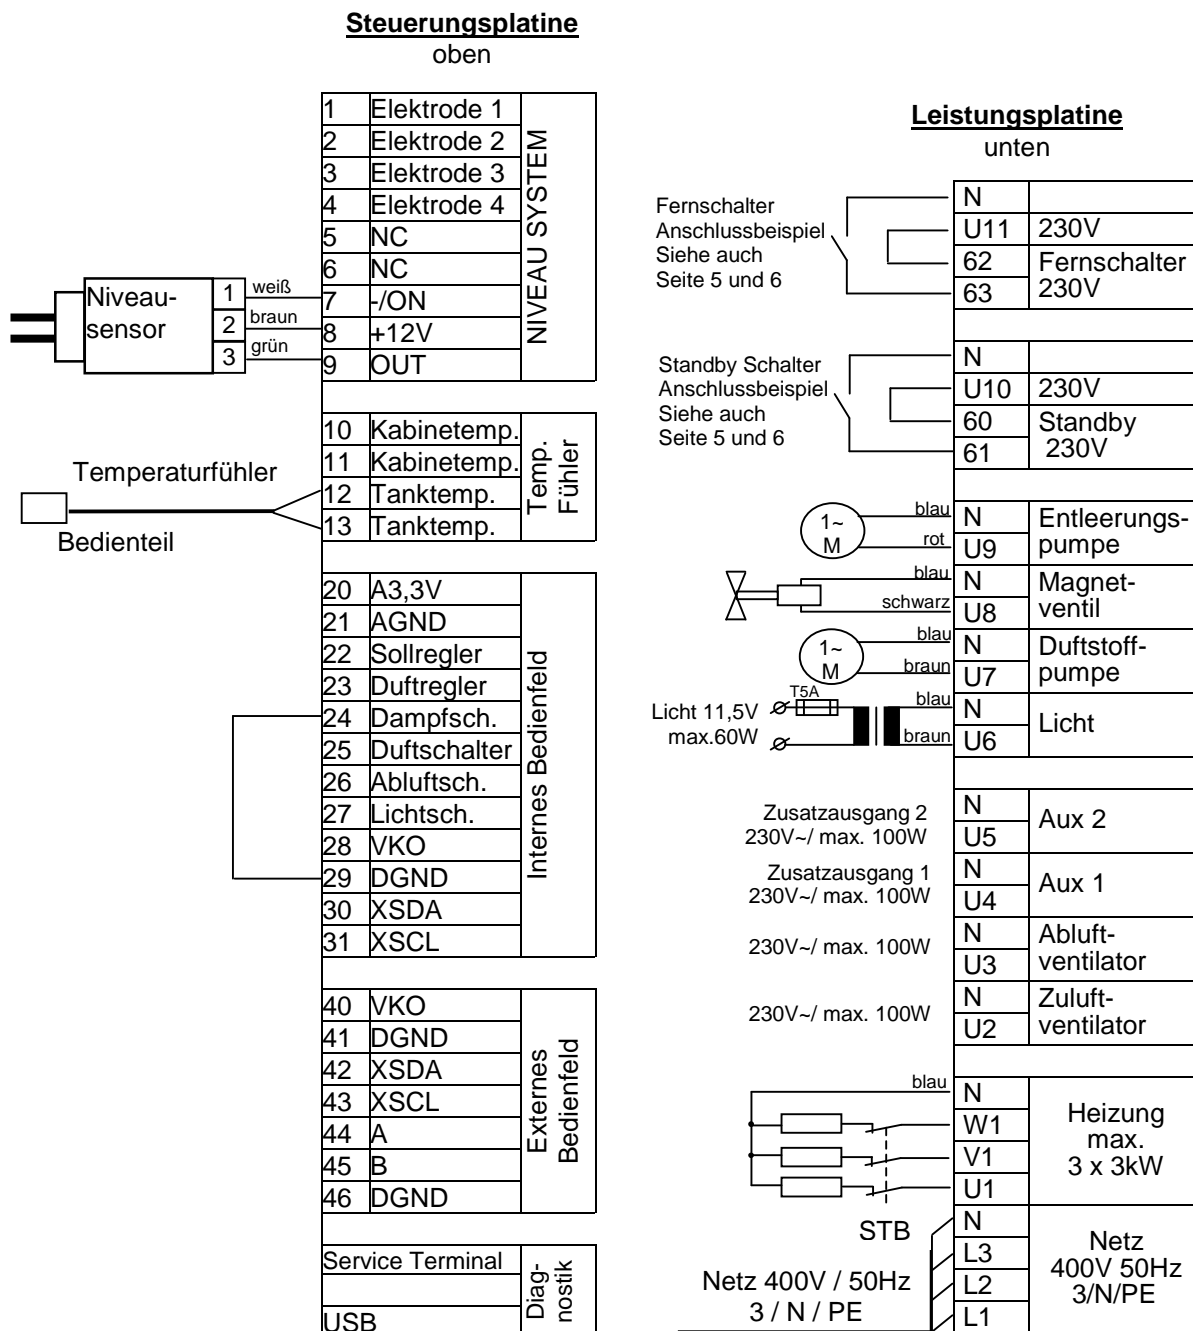 Steuerungsplatine
oben
1 Elektrode 1
2 Elektrode 2
3 Elektrode 3
4 Elektrode 4
5 NC
6 NC
7 -/ON
8 +12V
9 OUT
NIVEAU SYSTEM
Niveau-
sensor
1 weiß
2 braun
3 grün
10 Kabinetemp.
11 Kabinetemp.
12 Tanktemp.
13 Tanktemp.
Temp.
Fühler
Temperaturfühler
Bedienteil
20 A3,3V
21 AGND
22 Sollregler
23 Duftregler
24 Dampfsch.
25 Duftschalter
26 Abluftsch.
27 Lichtsch.
28 VKO
29 DGND
30 XSDA
31 XSCL
Internes Bedienfeld
40 VKO
41 DGND
42 XSDA
43 XSCL
44 A
45 B
46 DGND
Externes
Bedienfeld
Service Terminal
USB
Diag-
nostik
Leistungsplatine
unten
Fernschalter
Anschlussbeispiel
Siehe auch
Seite 5 und 6
N
U11 230V
62 Fernschalter
63 230V
Standby Schalter
Anschlussbeispiel
Siehe auch
Seite 5 und 6
N
U10 230V
60 Standby
61 230V
1~
M
blau N Entleerungs-
rot U9 pumpe
blau N Magnet-
schwarz U8 ventil
1~
M
blau N Duftstoff-
braun U7 pumpe
Licht 11,5V
max.60W
T5A
blau N
braun U6
Licht
Zusatzausgang 2
230V~/ max. 100W
N
U5
Aux 2
Zusatzausgang 1
230V~/ max. 100W
N
U4
Aux 1
230V~/ max. 100W
N Abluft-
U3 ventilator
230V~/ max. 100W
N Zuluft-
U2 ventilator
blau N
W1
V1
U1
Heizung
max.
3 x 3kW
STB
Netz 400V / 50Hz
3 / N / PE
N
L3
L2
L1
Netz
400V 50Hz
3/N/PE